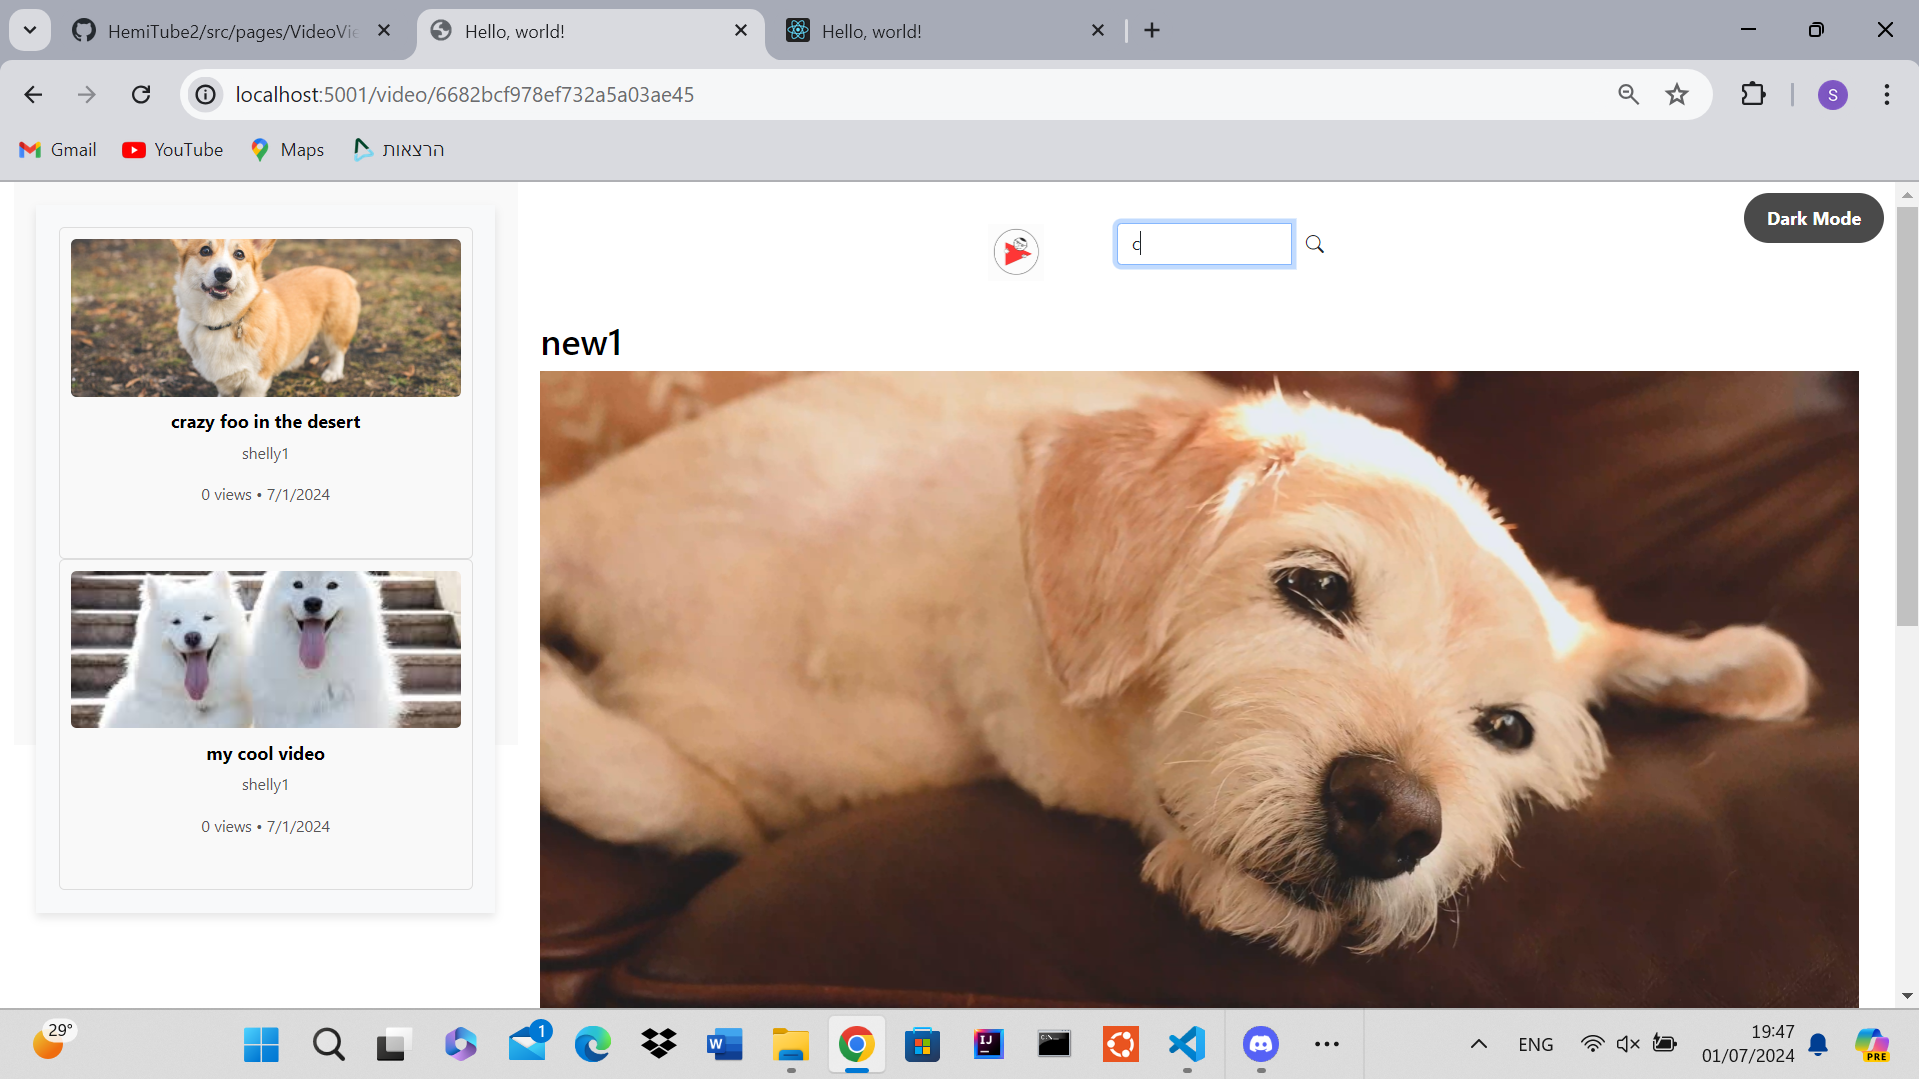 HemiTube2/src/pages/VideoVie
Hello, world!
Hello, world!
localhost:5001/video/6682bcf978ef732a5a03ae45
S
Gmail
YouTube
Maps
הרצאות
Dark Mode
c
new1
crazy foo in the desert
shelly1
0 views • 7/1/2024
my cool video
shelly1
0 views • 7/1/2024
29°
1
W
IJ
ENG
19:47
01/07/2024
PRE